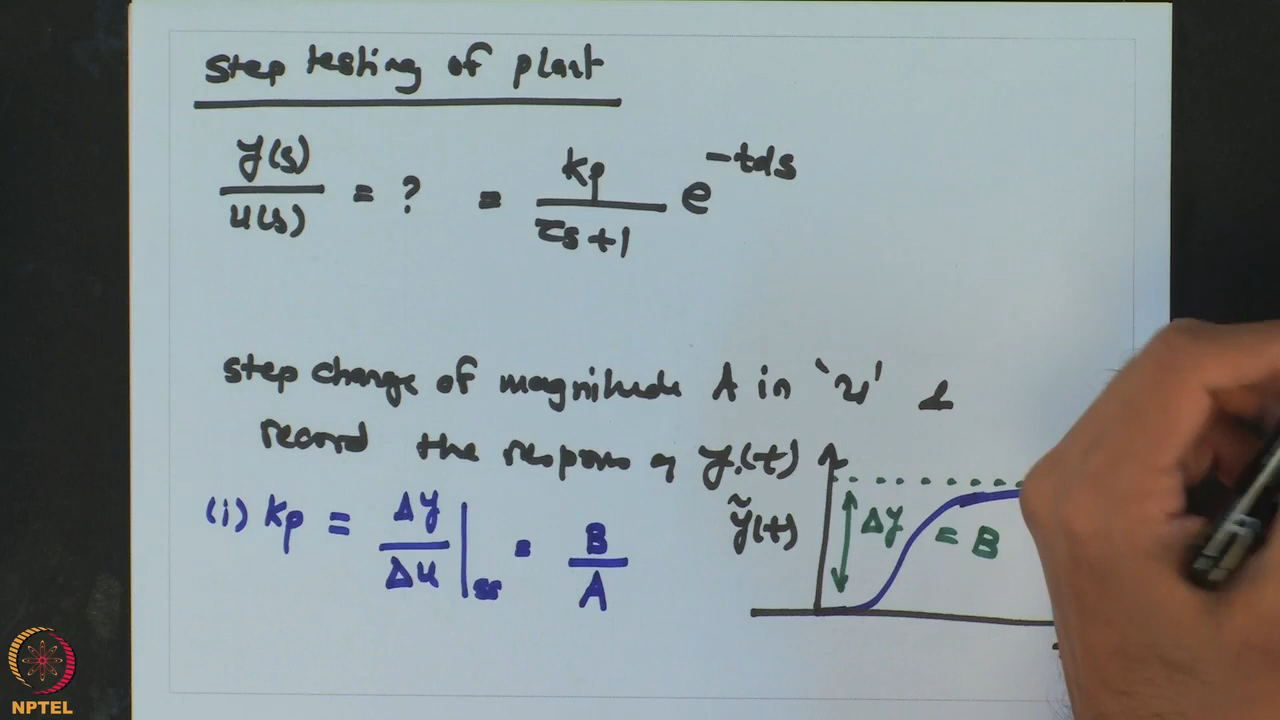 step testing of plant
y(s)/u(s) = ? = kp/τs+1 e^-tds
step change of magnitude A in 'u' &
record the response of y(t)
(i) kp = Δy/Δu|ss = B/A
ỹ(t)
Δy = B
NPTEL